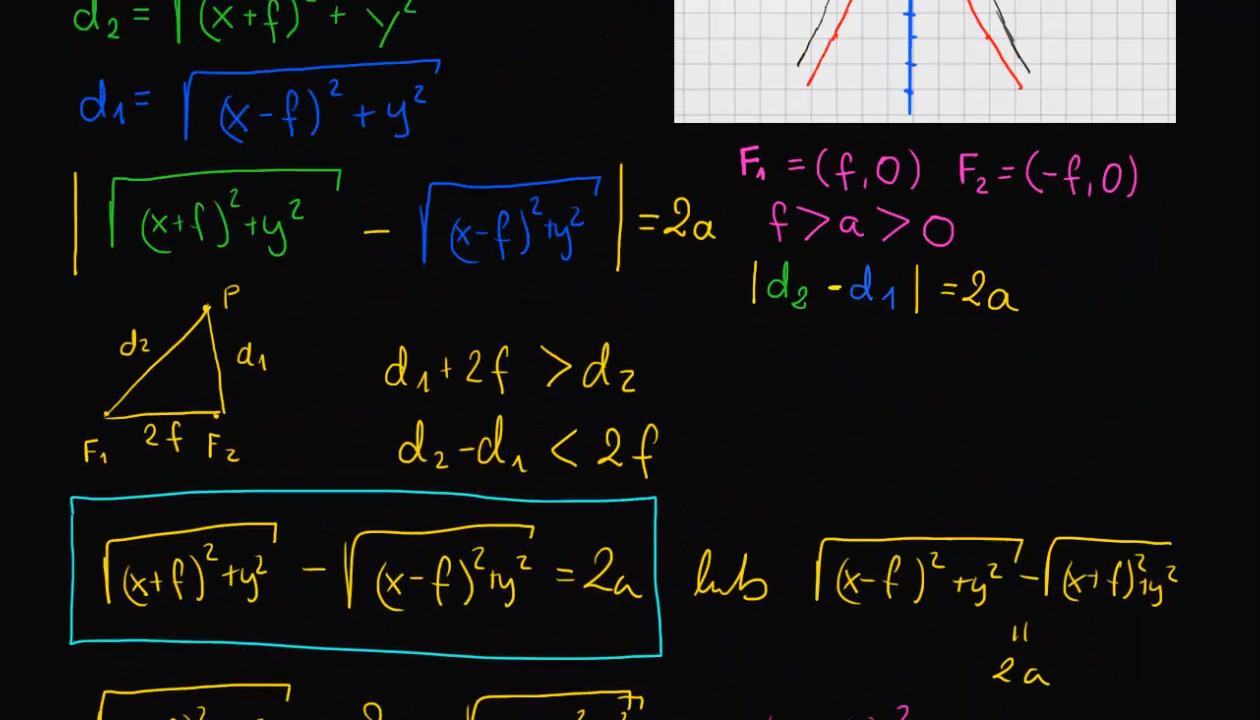 d₂ = √((x+f)² + y²)
d₁ = √((x-f)² + y²)
F₁ = (f,0) F₂ = (-f,0)
|√((x+f)²+y²) - √((x-f)²+y²)| = 2a
f > a > 0
|d₂ - d₁| = 2a
P
d₂
d₁
F₁
2f
F₂
d₁ + 2f > d₂
d₂ - d₁ < 2f
√((x+f)²+y²) - √((x-f)²+y²) = 2a lub √((x-f)²+y²) - √((x+f)²+y²)
=
2a